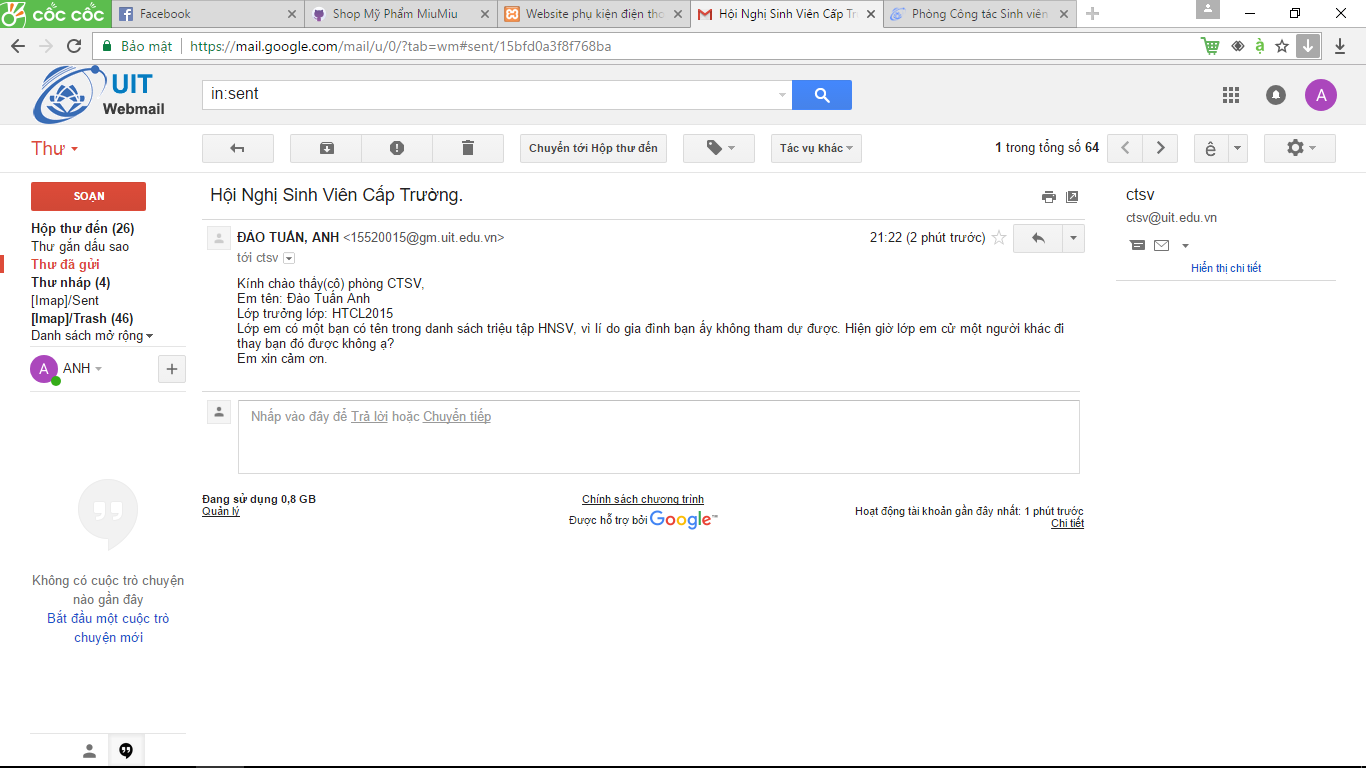 cốc cốc
Facebook
Shop Mỹ Phẩm MiuMiu
Website phụ kiện điện tho
Hội Nghị Sinh Viên Cấp Trư
Phòng Công tác Sinh viên
Bảo mật
https://mail.google.com/mail/u/0/?tab=wm#sent/15bfd0a3f8f768ba
UIT
Webmail
in:sent
A
Thư
Chuyển tới Hộp thư đến
Tác vụ khác
1 trong tổng số 64
ê
SOẠN
Hộp thư đến (26)
Thư gắn dấu sao
Thư đã gửi
Thư nháp (4)
[Imap]/Sent
[Imap]/Trash (46)
Danh sách mở rộng
A
ANH
Không có cuộc trò chuyện
nào gần đây
Bắt đầu một cuộc trò
chuyện mới
Hội Nghị Sinh Viên Cấp Trường.
ĐÀO TUẤN, ANH <15520015@gm.uit.edu.vn>
21:22 (2 phút trước)
tới ctsv
Kính chào thầy(cô) phòng CTSV,
Em tên: Đào Tuấn Anh
Lớp trưởng lớp: HTCL2015
Lớp em có một bạn có tên trong danh sách triệu tập HNSV, vì lí do gia đình bạn ấy không tham dự được. Hiện giờ lớp em cử một người khác đi
thay bạn đó được không ạ?
Em xin cảm ơn.
Nhấp vào đây để Trả lời hoặc Chuyển tiếp
Đang sử dụng 0,8 GB
Quản lý
Chính sách chương trình
Được hỗ trợ bởi Google™
Hoạt động tài khoản gần đây nhất: 1 phút trước
Chi tiết
ctsv
ctsv@uit.edu.vn
Hiển thị chi tiết